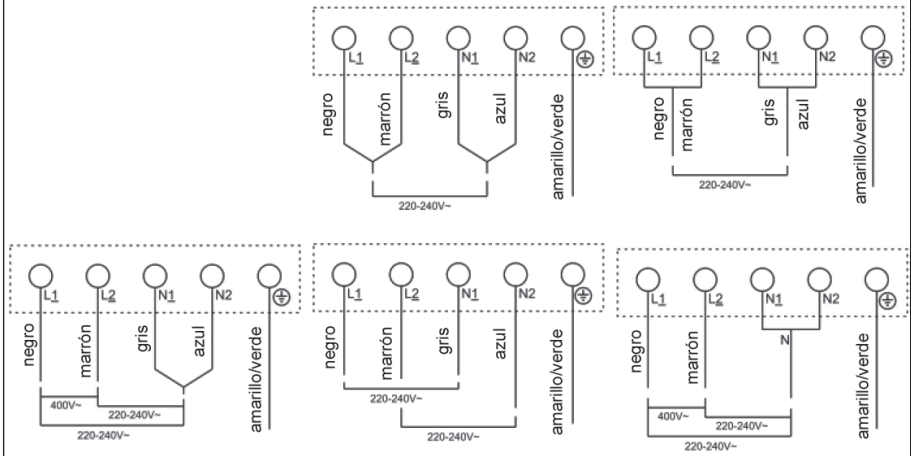 L1 L2 N1 N2
negro
marrón
gris
azul
amarillo/verde
220-240V~
L1 L2 N1 N2
negro
marrón
gris
azul
amarillo/verde
220-240V~
L1 L2 N1 N2
negro
marrón
gris
azul
amarillo/verde
400V~
220-240V~
220-240V~
L1 L2 N1 N2
negro
marrón
gris
azul
amarillo/verde
220-240V~
220-240V~
L1 L2 N1 N2
N
negro
marrón
amarillo/verde
400V~
220-240V~
220-240V~